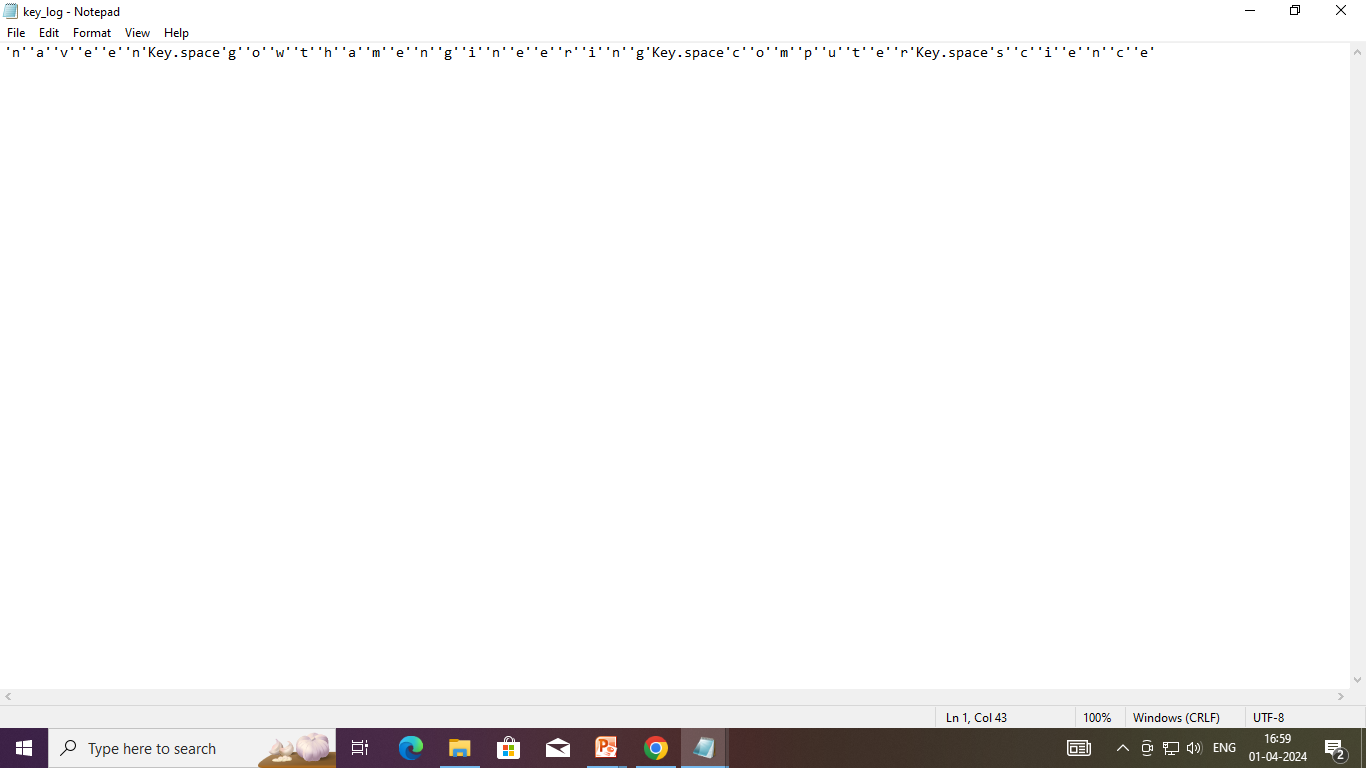 key_log - Notepad
File Edit Format View Help
'n''a''v''e''e''n'Key.space'g''o''w''t''h''a''m''e''n''g''i''n''e''e''r''i''n''g'Key.space'c''o''m''p''u''t''e''r'Key.space's''c''i''e''n''c''e'
Ln 1, Col 43 100% Windows (CRLF) UTF-8
Type here to search
ENG
16:59
01-04-2024
2